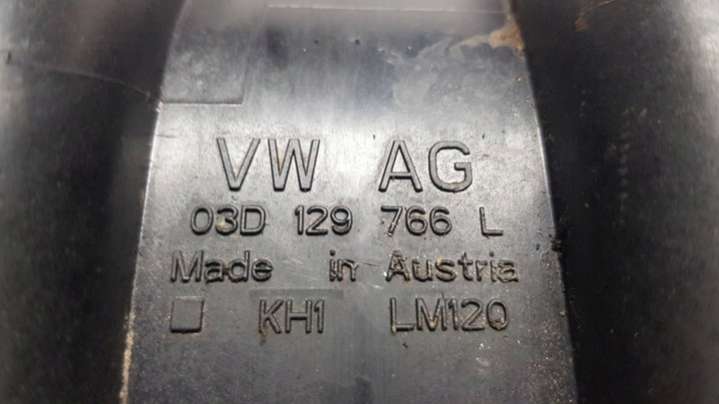 VW AG
03D 129 766 L
Made in Austria
KH1 LM120